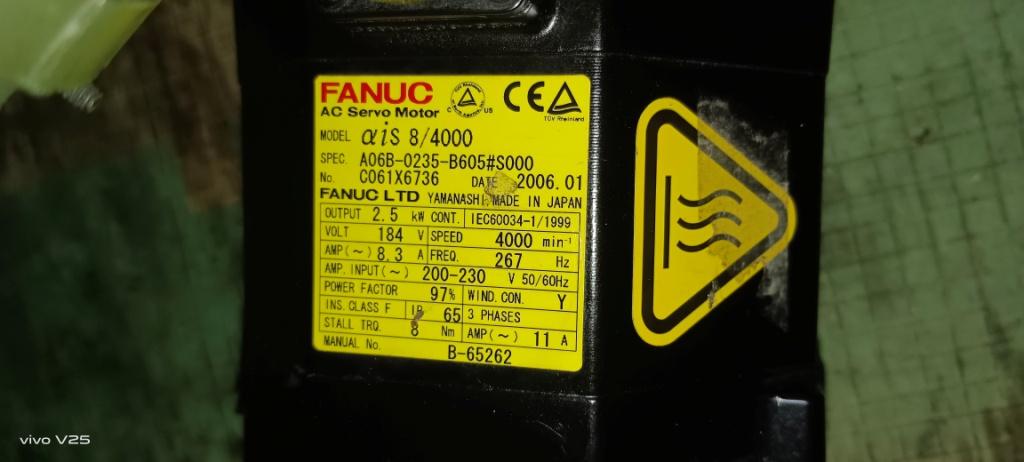 FANUC
AC Servo Motor
C US
CE
TÜV Rheinland
MODEL αiS 8/4000
SPEC. A06B-0235-B605#S000
No. C061X6736 DATE 2006.01
FANUC LTD YAMANASHI MADE IN JAPAN
OUTPUT 2.5 kW CONT. IEC60034-1/1999
VOLT 184 V SPEED 4000 min⁻¹
AMP(～) 8.3 A FREQ. 267 Hz
AMP. INPUT(～) 200-230 V 50/60Hz
POWER FACTOR 97% WIND. CON. Y
INS. CLASS F IP 65 3 PHASES
STALL TRQ. 8 Nm AMP(～) 11 A
MANUAL No. B-65262
vivo V25